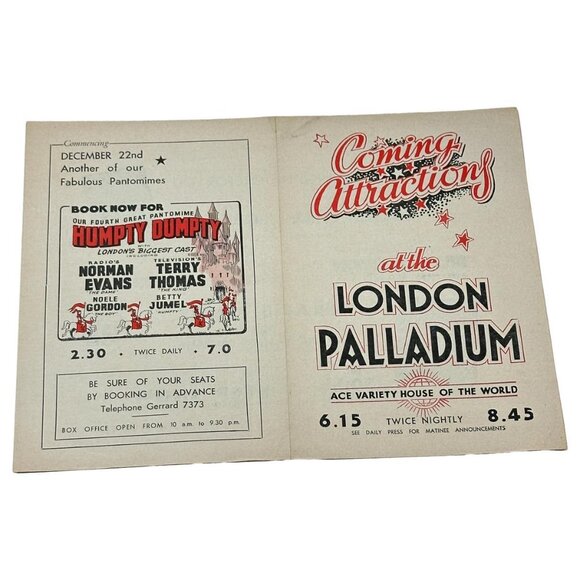 Commencing
DECEMBER 22nd
Another of our
Fabulous Pantomimes
BOOK NOW FOR
OUR FOURTH GREAT PANTOMIME
HUMPTY DUMPTY
WITH
LONDON'S BIGGEST CAST
INCLUDING
RADIO'S
NORMAN
EVANS
THE DAME
TELEVISION'S
TERRY
THOMAS
THE KING
NOELE
GORDON
THE BOY
BETTY
JUMEL
HUMPTY
2.30 · TWICE DAILY · 7.0
BE SURE OF YOUR SEATS
BY BOOKING IN ADVANCE
Telephone Gerrard 7373
BOX OFFICE OPEN FROM 10 a.m. to 9.30 p.m.
Coming
Attractions
at the
LONDON
PALLADIUM
ACE VARIETY HOUSE OF THE WORLD
6.15 TWICE NIGHTLY 8.45
SEE DAILY PRESS FOR MATINEE ANNOUNCEMENTS